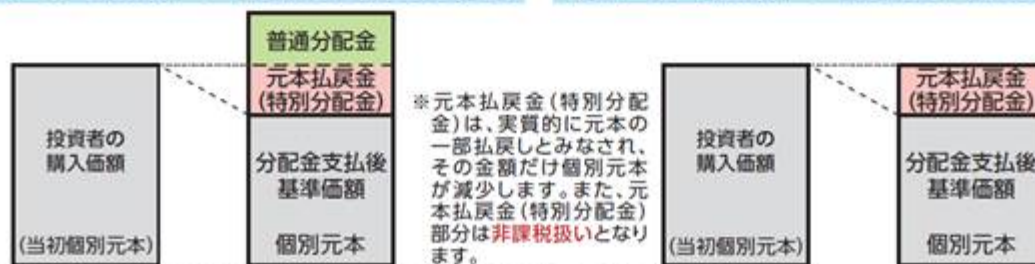 普通分配金
元本払戻金
(特別分配金)
投資者の
購入価額
(当初個別元本)
分配金支払後
基準価額
個別元本
※元本払戻金(特別分配
金)は、実質的に元本の
一部払戻しとみなされ、
その金額だけ個別元本
が減少します。また、元
本払戻金(特別分配金)
部分は非課税扱いとなり
ます。
投資者の
購入価額
(当初個別元本)
元本払戻金
(特別分配金)
分配金支払後
基準価額
個別元本